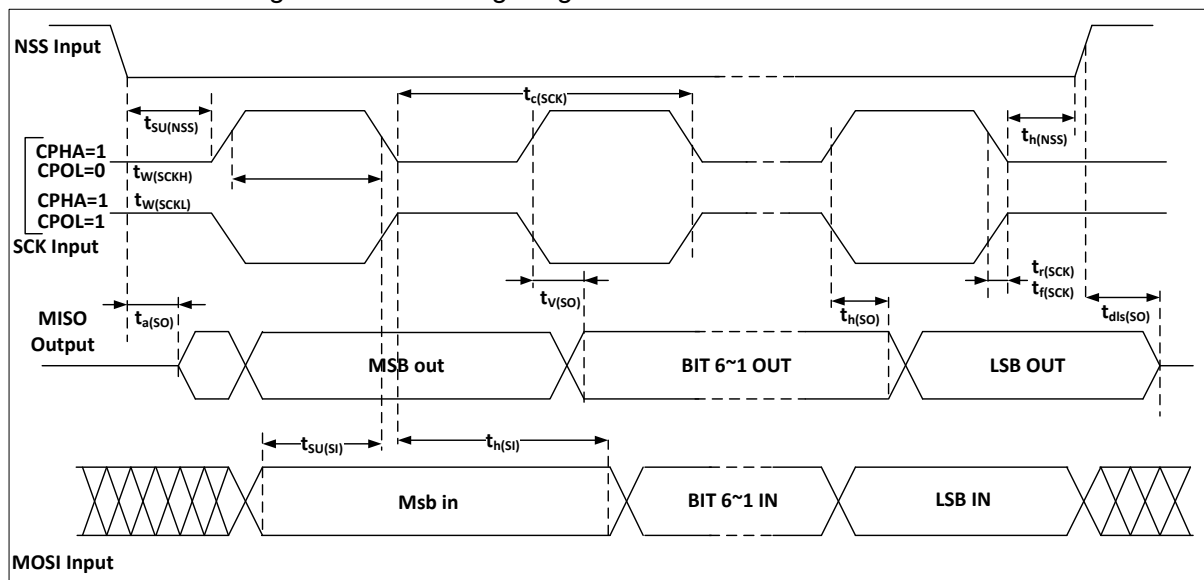 NSS Input
tc(SCK)
tSU(NSS)
th(NSS)
CPHA=1
CPOL=0
tW(SCKH)
CPHA=1
CPOL=1
tW(SCKL)
SCK Input
tV(SO)
tr(SCK)
tf(SCK)
ta(SO)
th(SO)
tdis(SO)
MISO
Output
MSB out
BIT 6~1 OUT
LSB OUT
tSU(SI)
th(SI)
Msb in
BIT 6~1 IN
LSB IN
MOSI Input